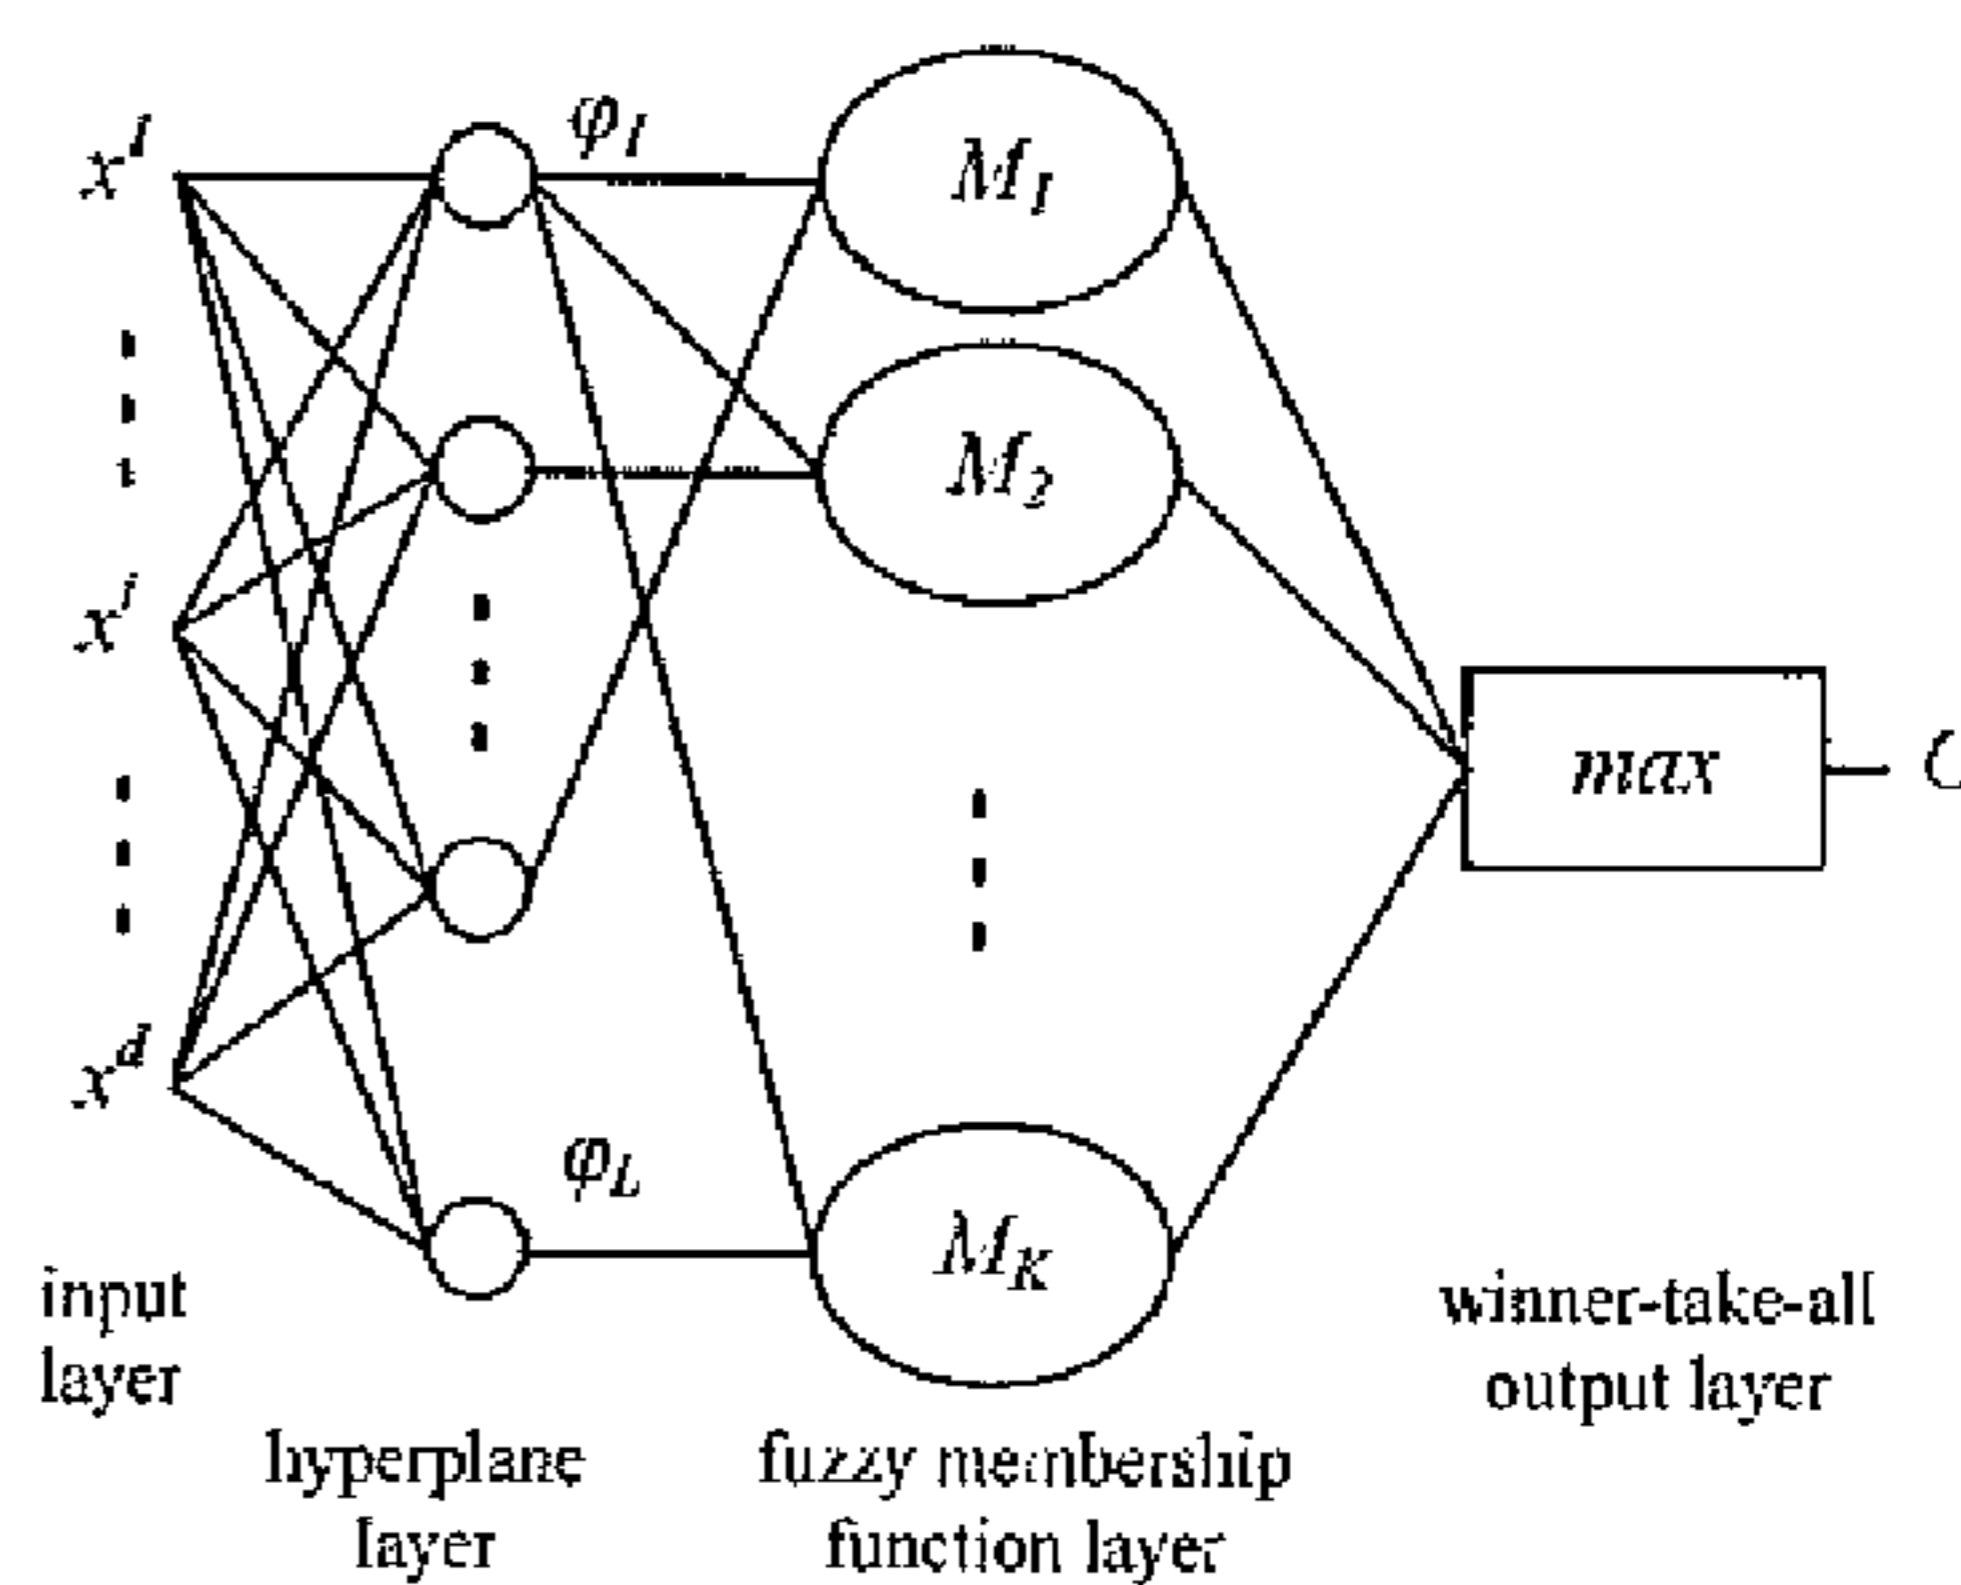 x^1
φ_1
M_1
M_2
x^i
max
x^d
φ_L
M_K
input
layer
hyperplane
layer
fuzzy membership
function layer
winner-take-all
output layer